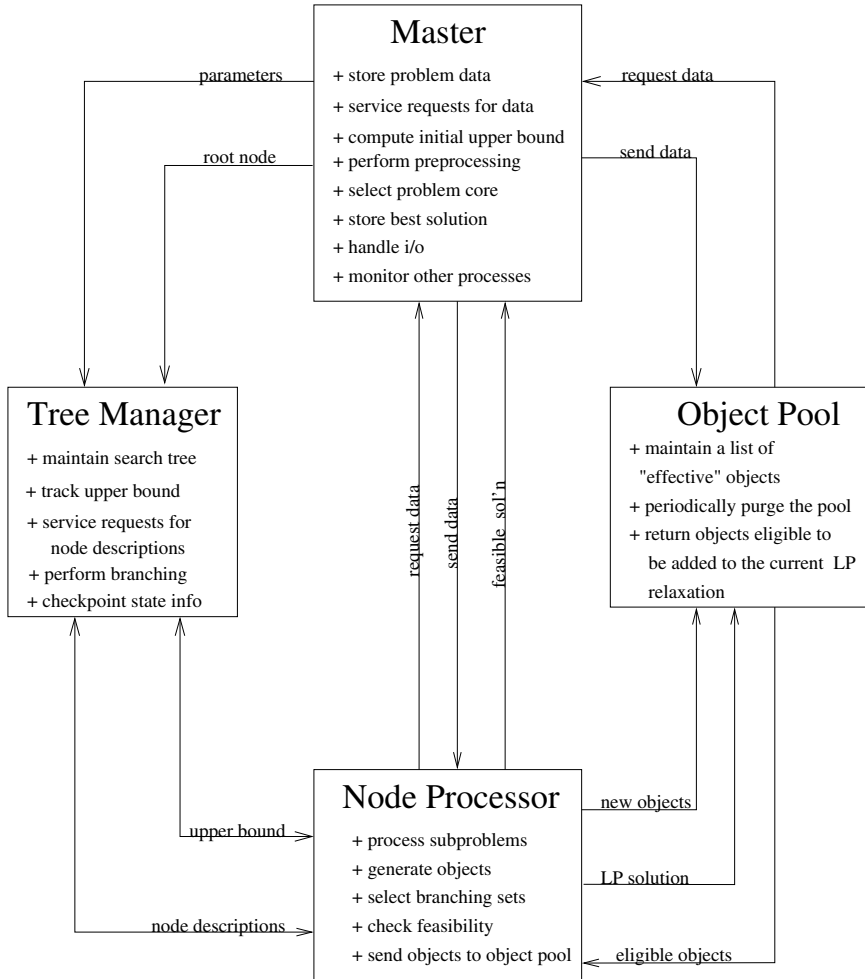 Master
+ store problem data
+ service requests for data
+ compute initial upper bound
+ perform preprocessing
+ select problem core
+ store best solution
+ handle i/o
+ monitor other processes
parameters
root node
request data
send data
Tree Manager
+ maintain search tree
+ track upper bound
+ service requests for
node descriptions
+ perform branching
+ checkpoint state info
request data
send data
feasible sol'n
Object Pool
+ maintain a list of
"effective" objects
+ periodically purge the pool
+ return objects eligible to
be added to the current LP
relaxation
upper bound
node descriptions
Node Processor
+ process subproblems
+ generate objects
+ select branching sets
+ check feasibility
+ send objects to object pool
new objects
LP solution
eligible objects